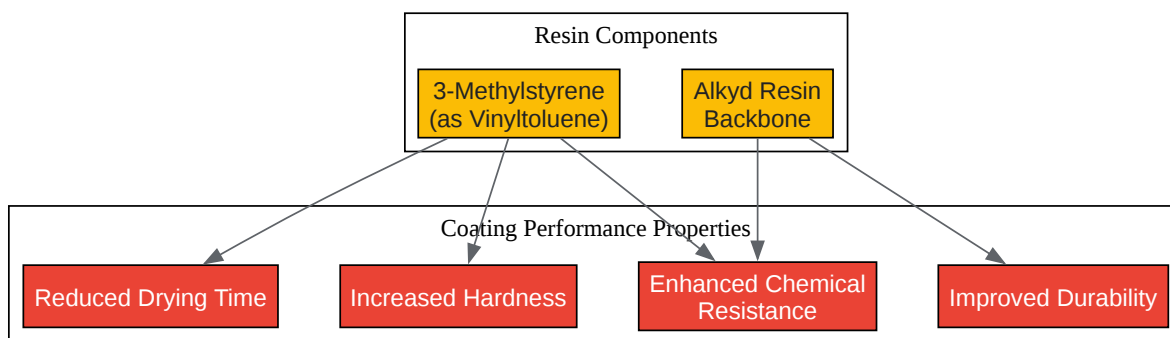 Resin Components
3-Methylstyrene
(as Vinyltoluene)
Alkyd Resin
Backbone
Coating Performance Properties
Reduced Drying Time
Increased Hardness
Enhanced Chemical
Resistance
Improved Durability